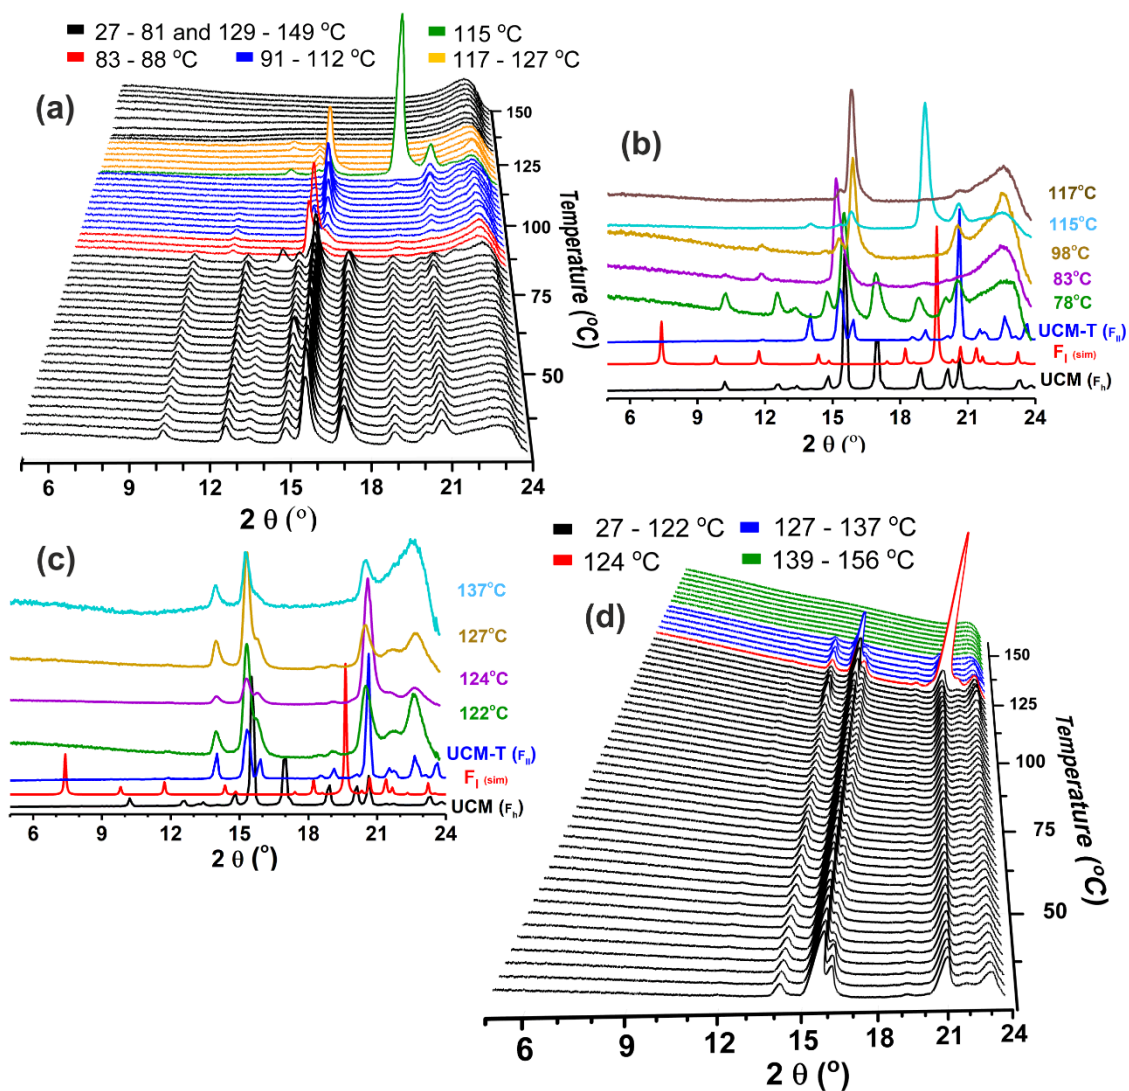 27 - 81 and 129 - 149 °C
115 °C
83 - 88 °C
91 - 112 °C
117 - 127 °C
(a)
150
125
100
75
50
Temperature (°C)
6 9 12 15 18 21 24
2 θ (°)
(b)
117°C
115°C
98°C
83°C
78°C
UCM-T (FII)
FI (sim)
UCM (Fh)
6 9 12 15 18 21 24
2 θ (°)
(c)
137°C
127°C
124°C
122°C
UCM-T (FII)
FI (sim)
UCM (Fh)
6 9 12 15 18 21 24
2 θ (°)
27 - 122 °C
127 - 137 °C
124 °C
139 - 156 °C
(d)
150
125
100
75
50
Temperature (°C)
6 9 12 15 18 21 24
2 θ (°)